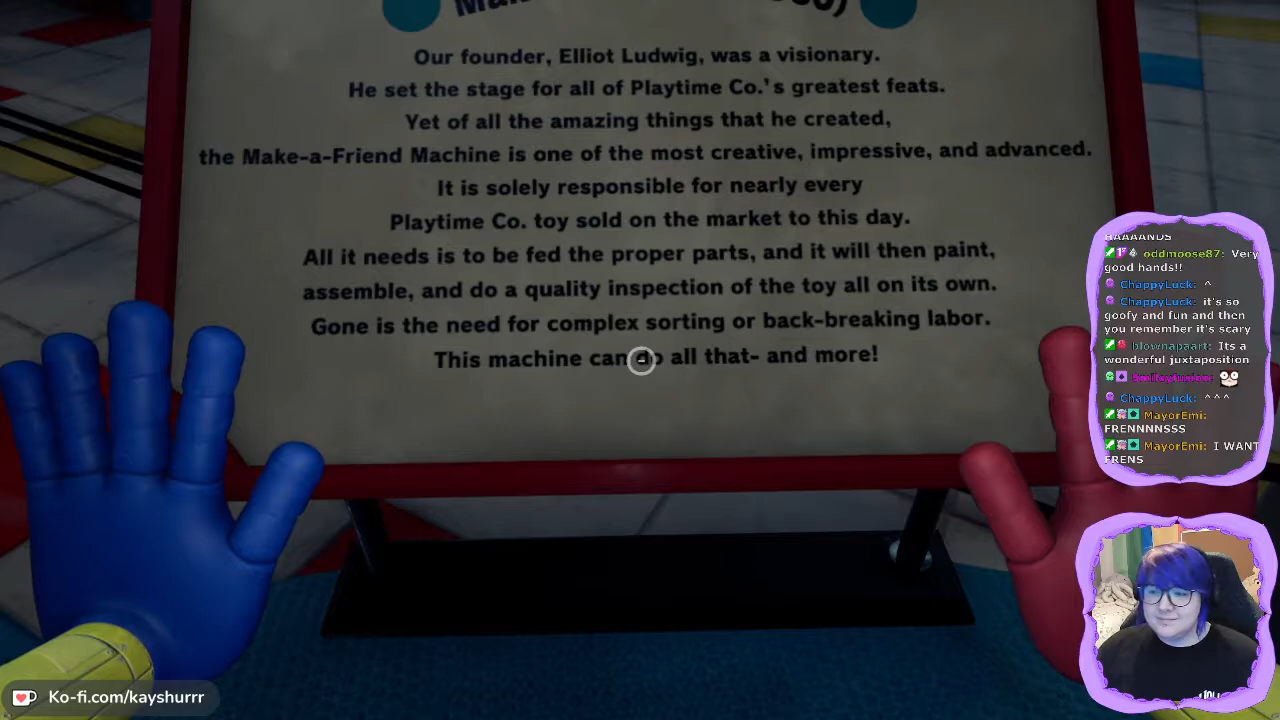 Our founder, Elliot Ludwig, was a visionary.
He set the stage for all of Playtime Co.'s greatest feats.
Yet of all the amazing things that he created,
the Make-a-Friend Machine is one of the most creative, impressive, and advanced.
It is solely responsible for nearly every
Playtime Co. toy sold on the market to this day.
All it needs is to be fed the proper parts, and it will then paint,
assemble, and do a quality inspection of the toy all on its own.
Gone is the need for complex sorting or back-breaking labor.
This machine can do all that- and more!
HAAAANDS
oddmoose87: Very
good hands!!
ChappyLuck: ^
ChappyLuck: it's so
goofy and fun and then
you remember it's scary
blownapaart: Its a
wonderful juxtaposition
ChappyLuck: ^^^
MayorEmi:
FRENNNNSSS
MayorEmi: I WANT
FRENS
Ko-fi.com/kayshurrr